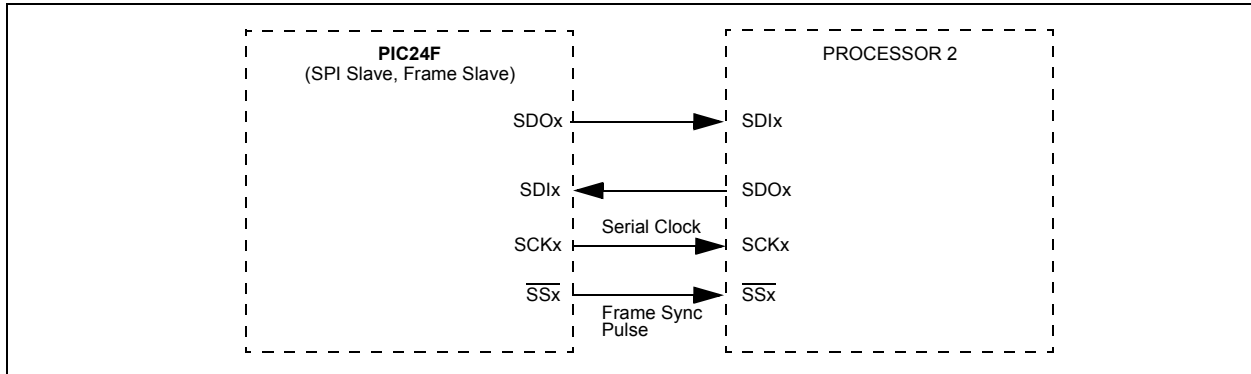 PIC24F
(SPI Slave, Frame Slave)
PROCESSOR 2
SDOx
SDIx
SDIx
SDOx
Serial Clock
SCKx
SCKx
SSx
SSx
Frame Sync
Pulse